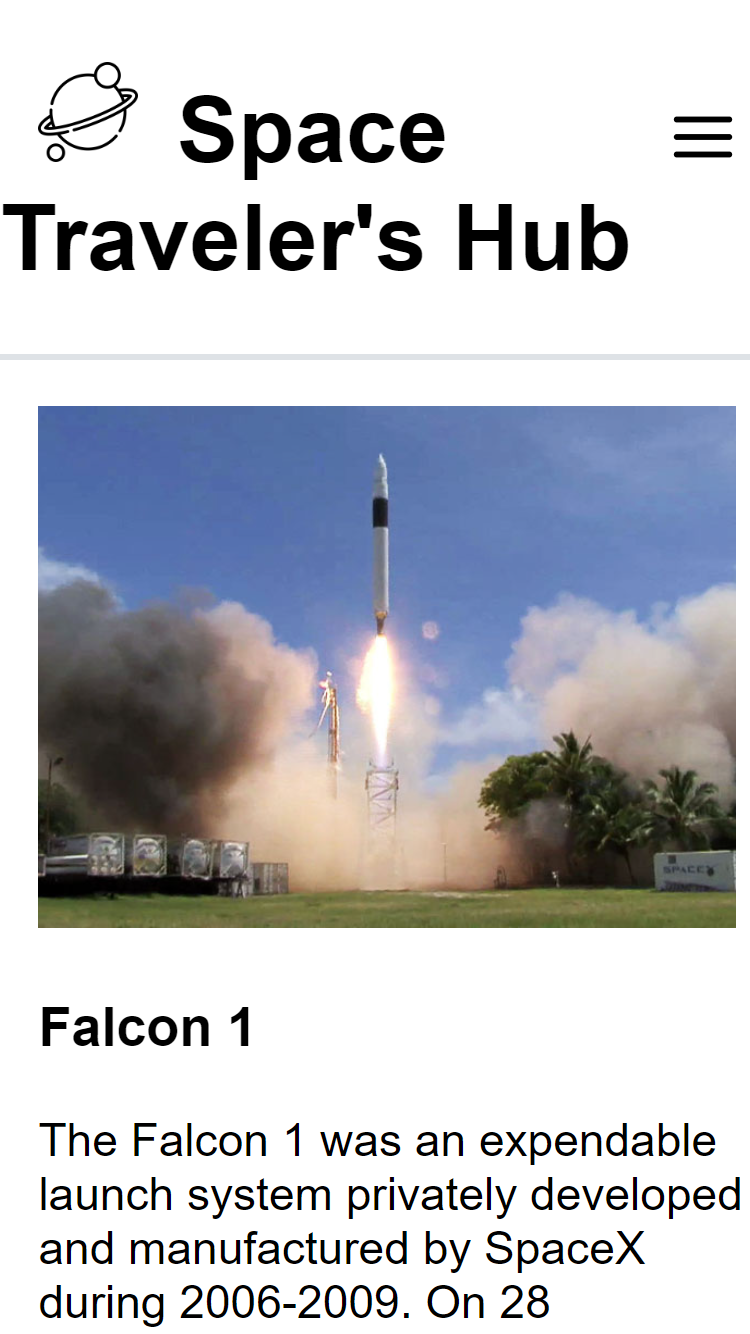 Space
Traveler's Hub
SPACEX
Falcon 1
The Falcon 1 was an expendable
launch system privately developed
and manufactured by SpaceX
during 2006-2009. On 28